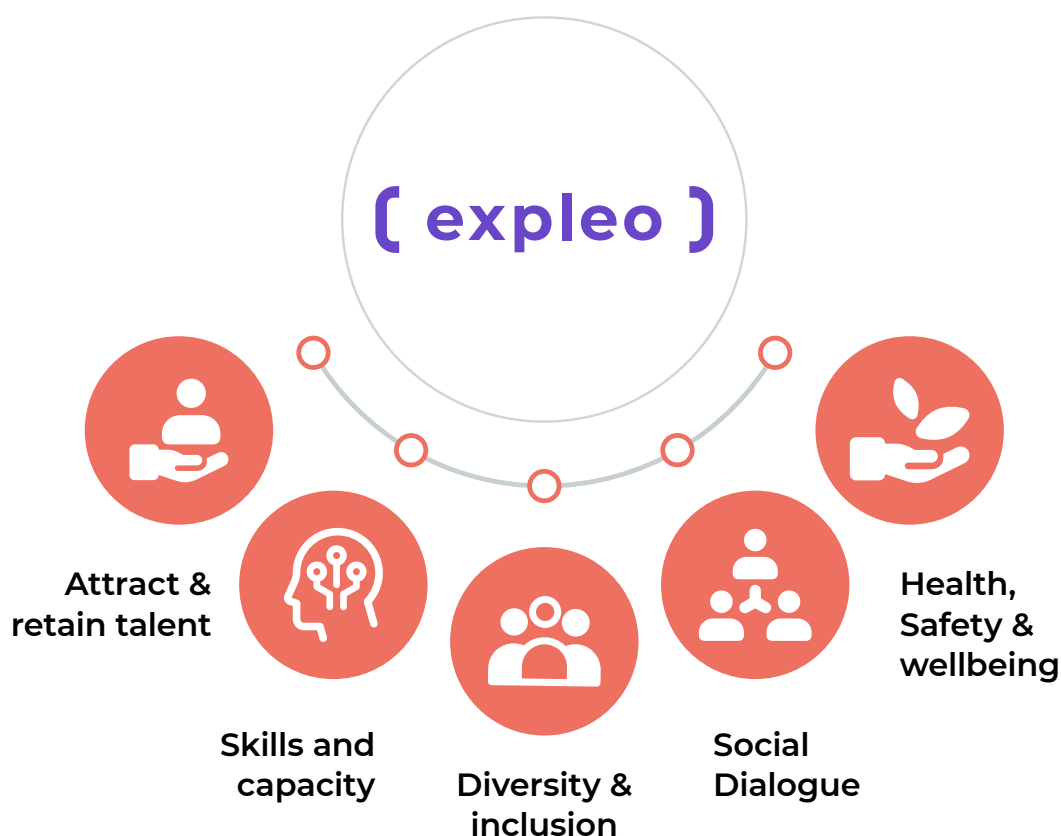 ( expleo )
Attract &
retain talent
Skills and
capacity
Diversity &
inclusion
Social
Dialogue
Health,
Safety &
wellbeing